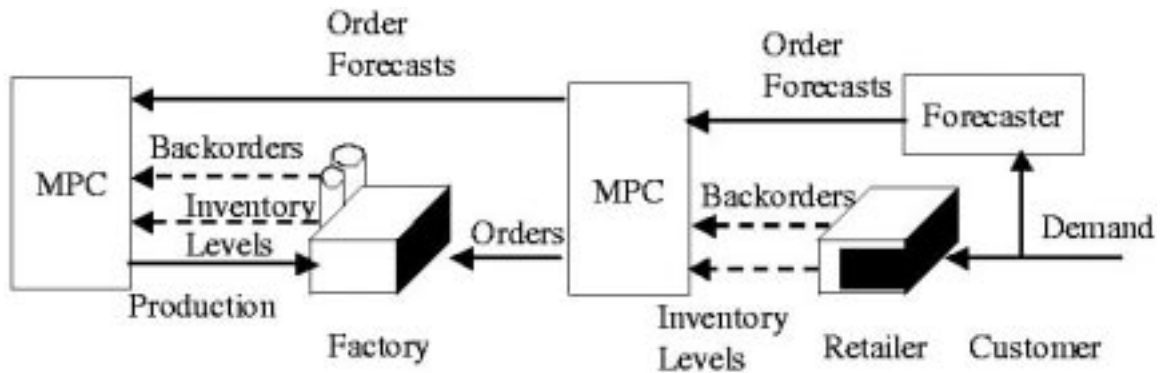 Order
Forecasts
Order
Forecasts
Forecaster
MPC
Backorders
Inventory
Levels
Production
Factory
Orders
MPC
Backorders
Inventory
Levels
Retailer
Demand
Customer